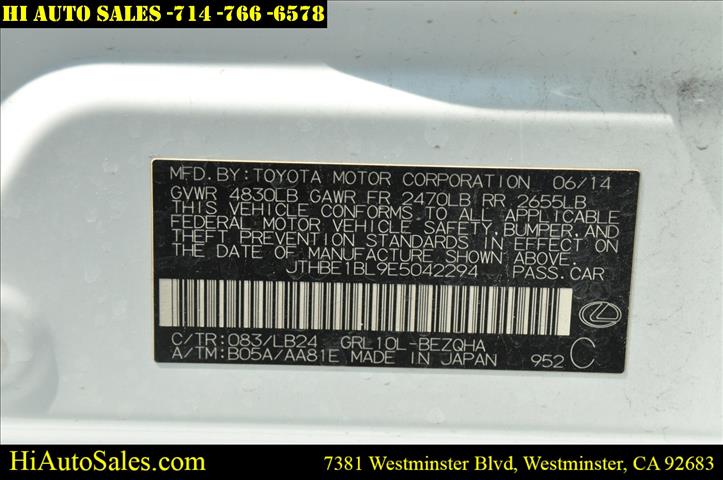 HI AUTO SALES -714 -766 -6578
MFD.BY:TOYOTA MOTOR CORPORATION 06/14
GVWR 4830LB GAWR FR 2470LB RR 2655LB
THIS VEHICLE CONFORMS TO ALL APPLICABLE
FEDERAL MOTOR VEHICLE SAFETY,BUMPER,AND
THEFT PREVENTION STANDARDS IN EFFECT ON
THE DATE OF MANUFACTURE SHOWN ABOVE.
JTHBE1BL9E5042294 PASS.CAR
C/TR:083/LB24 GRL10L-BEZQHA
A/TM:B05A/AA81E MADE IN JAPAN 952 C
HiAutoSales.com 7381 Westminster Blvd, Westminster, CA 92683